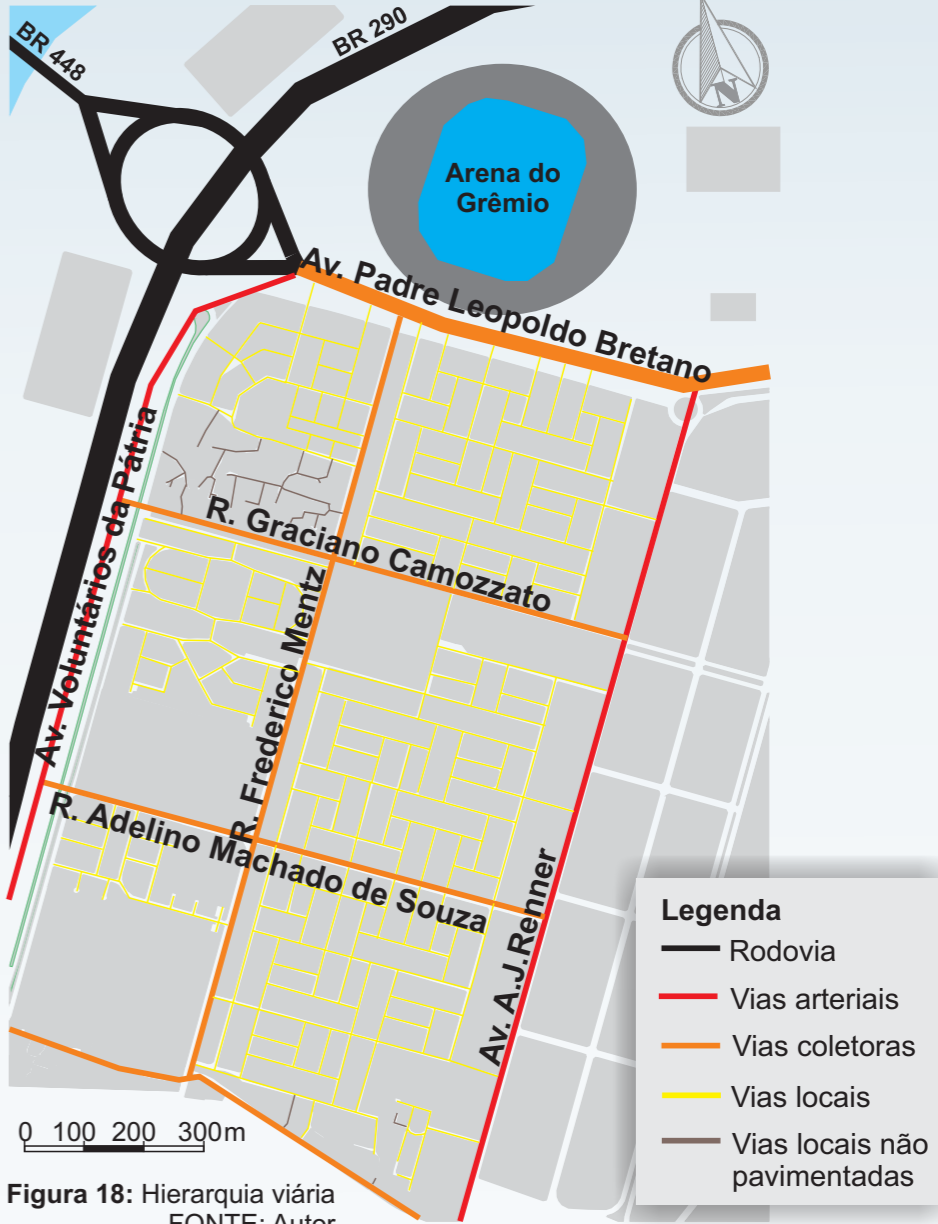 BR 448
BR 290
N
Arena do
Grêmio
Av. Padre Leopoldo Bretano
Av. Voluntários da Pátria
R. Graciano Camozzato
R. Frederico Mentz
R. Adelino Machado de Souza
Av. A.J.Renner
Legenda
Rodovia
Vias arteriais
Vias coletoras
Vias locais
Vias locais não
pavimentadas
0 100 200 300m
Figura 18: Hierarquia viária
FONTE: Autor